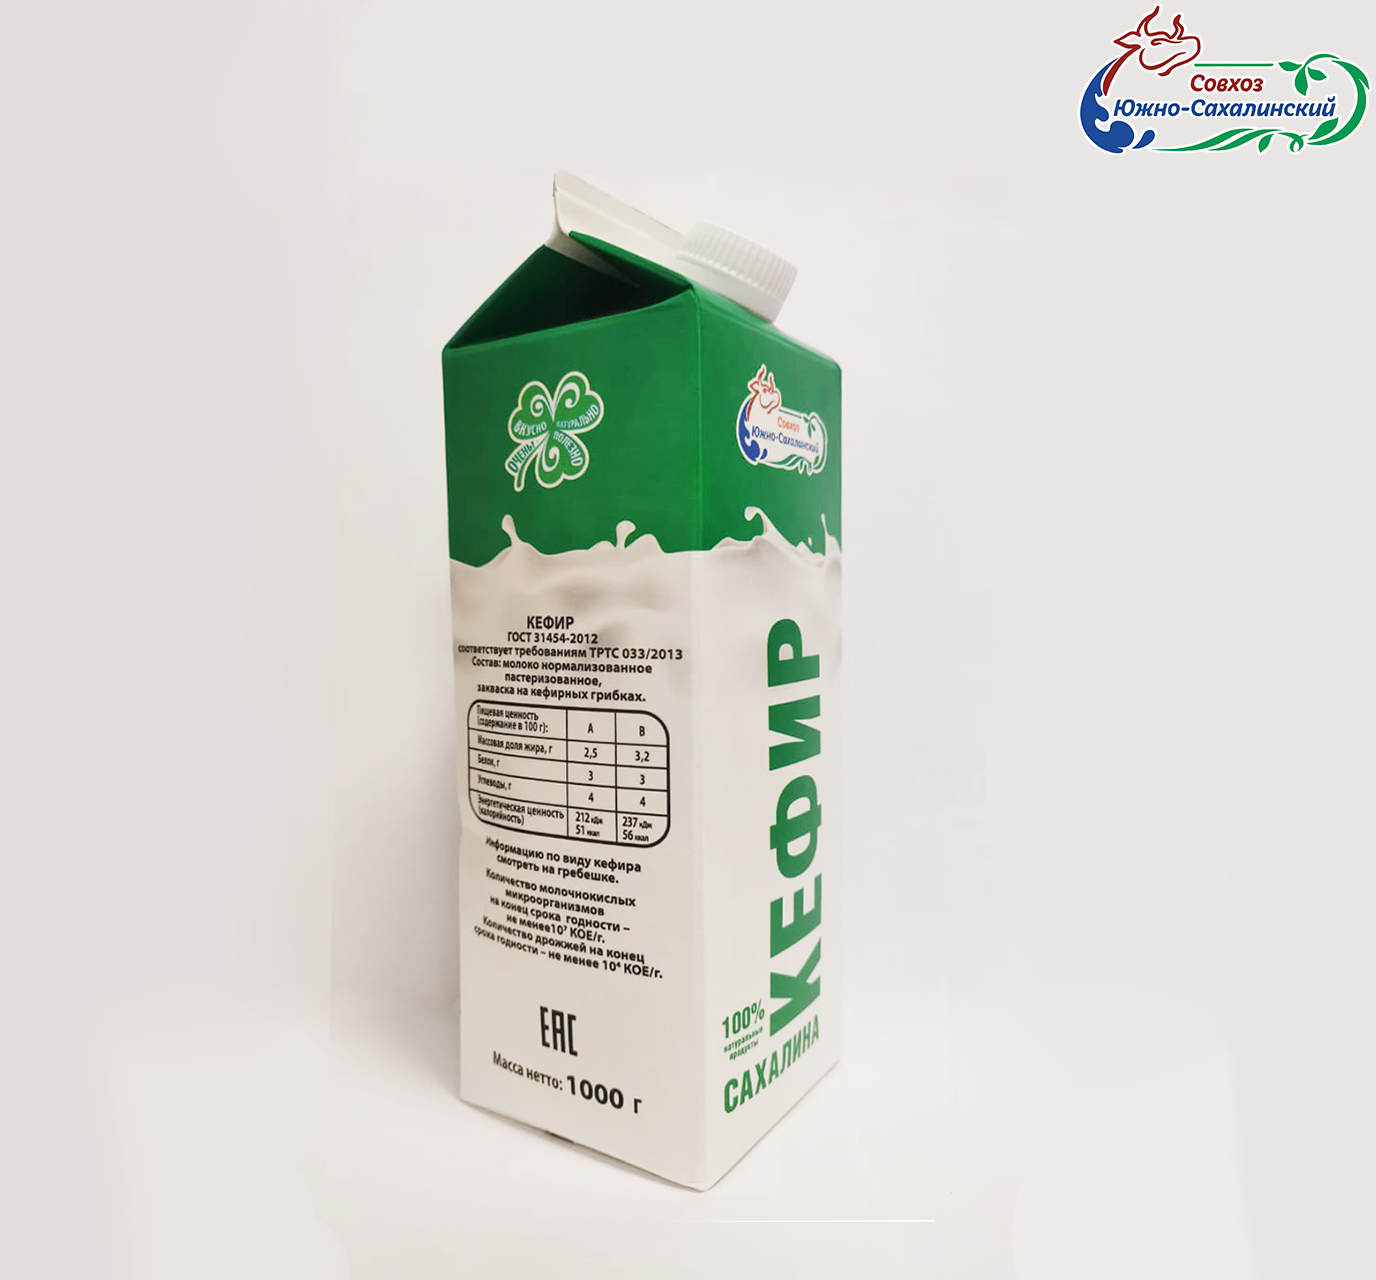 Совхоз
Южно-Сахалинский
ВКУСНО
НАТУРАЛЬНО
ОЧЕНЬ
ПОЛЕЗНО
Совхоз
Южно-Сахалинский
КЕФИР
ГОСТ 31454-2012
соответствует требованиям ТРТС 033/2013
Состав: молоко нормализованное
пастеризованное,
закваска на кефирных грибках.
Пищевая ценность
(содержание в 100 г):
А
В
Массовая доля жира, г
2,5
3,2
Белок, г
3
3
Углеводы, г
4
4
Энергетическая ценность
(калорийность)
212 кДж
51 ккал
237 кДж
56 ккал
Информацию по виду кефира
смотреть на гребешке.
Количество молочнокислых
микроорганизмов
на конец срока годности –
не менее10⁷ КОЕ/г.
Количество дрожжей на конец
срока годности – не менее 10⁴ КОЕ/г.
ЕАС
Масса нетто: 1000 г
КЕФИР
100%
натуральные
продукты
САХАЛИНА